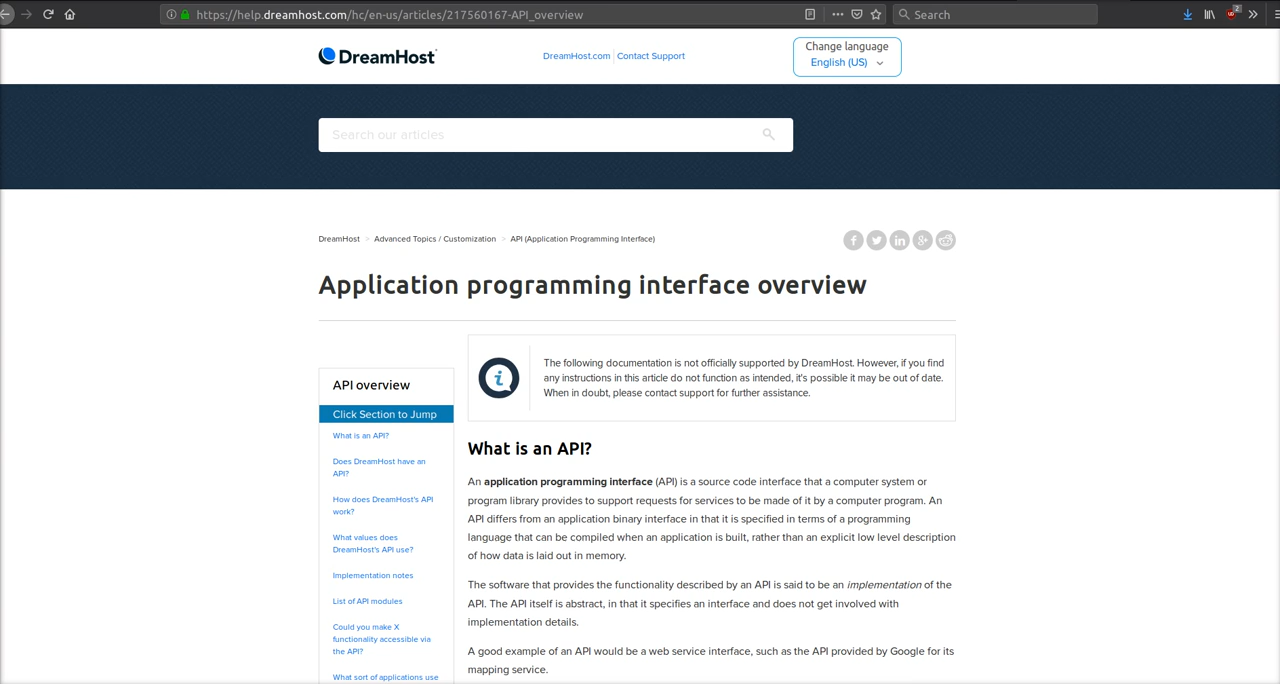 https://help.dreamhost.com/hc/en-us/articles/217560167-API_overview
Search
2
DreamHost
DreamHost.com
Contact Support
Change language
English (US)
Search our articles
DreamHost > Advanced Topics / Customization > API (Application Programming Interface)
Application programming interface overview
API overview
Click Section to Jump
What is an API?
Does DreamHost have an
API?
How does DreamHost's API
work?
What values does
DreamHost's API use?
Implementation notes
List of API modules
Could you make X
functionality accessible via
the API?
What sort of applications use
The following documentation is not officially supported by DreamHost. However, if you find
any instructions in this article do not function as intended, it's possible it may be out of date.
When in doubt, please contact support for further assistance.
What is an API?
An application programming interface (API) is a source code interface that a computer system or
program library provides to support requests for services to be made of it by a computer program. An
API differs from an application binary interface in that it is specified in terms of a programming
language that can be compiled when an application is built, rather than an explicit low level description
of how data is laid out in memory.
The software that provides the functionality described by an API is said to be an implementation of the
API. The API itself is abstract, in that it specifies an interface and does not get involved with
implementation details.
A good example of an API would be a web service interface, such as the API provided by Google for its
mapping service.